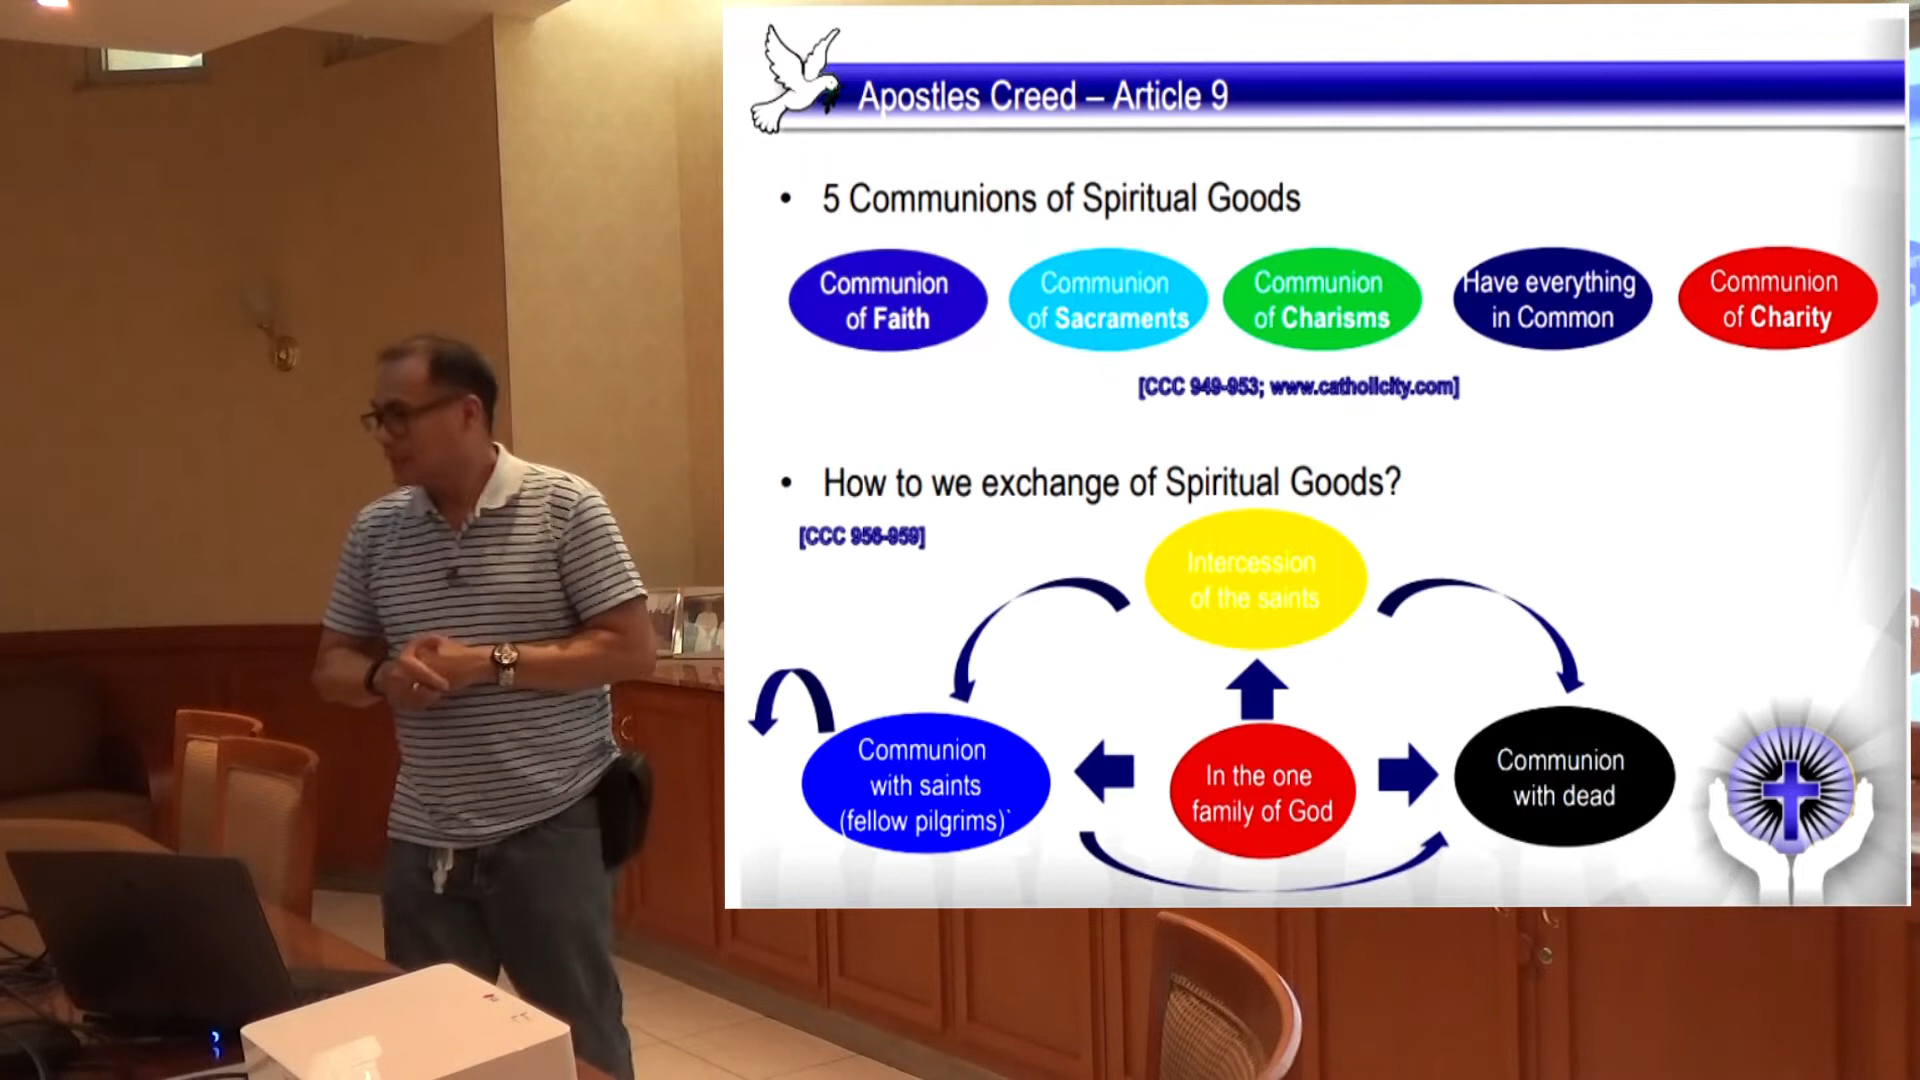 Apostles Creed – Article 9
• 5 Communions of Spiritual Goods
Communion
of Faith
Communion
of Sacraments
Communion
of Charisms
Have everything
in Common
Communion
of Charity
[CCC 949-953; www.catholicity.com]
• How to we exchange of Spiritual Goods?
[CCC 956-959]
Intercession
of the saints
Communion
with saints
(fellow pilgrims)`
In the one
family of God
Communion
with dead